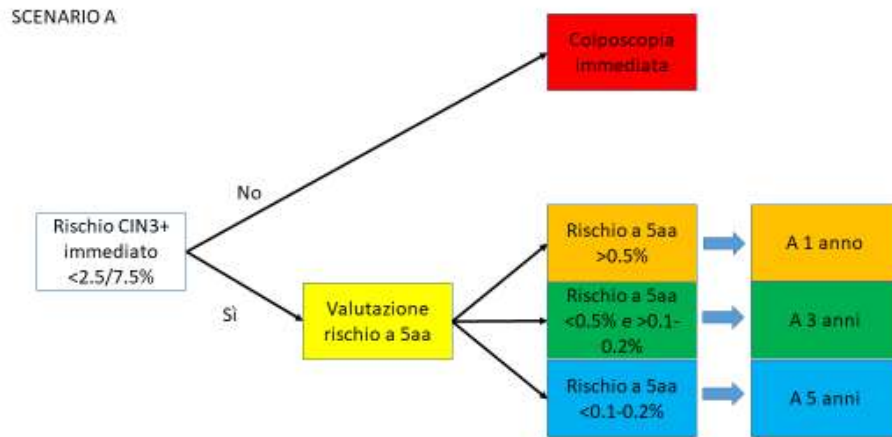 SCENARIO A
Colposcopia
immediata
No
Rischio CIN3+
immediato
<2.5/7.5%
Sì
Valutazione
rischio a 5aa
Rischio a 5aa
>0.5%
A 1 anno
Rischio a 5aa
<0.5% e >0.1-
0.2%
A 3 anni
Rischio a 5aa
<0.1-0.2%
A 5 anni